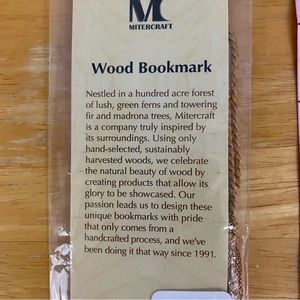 MC
MITERCRAFT
Wood Bookmark
Nestled in a hundred acre forest
of lush, green ferns and towering
fir and madrona trees, Mitercraft
is a company truly inspired by
its surroundings. Using only
hand-selected, sustainably
harvested woods, we celebrate
the natural beauty of wood by
creating products that allow its
glory to be showcased. Our
passion leads us to design these
unique bookmarks with pride
that only comes from a
handcrafted process, and we've
been doing it that way since 1991.